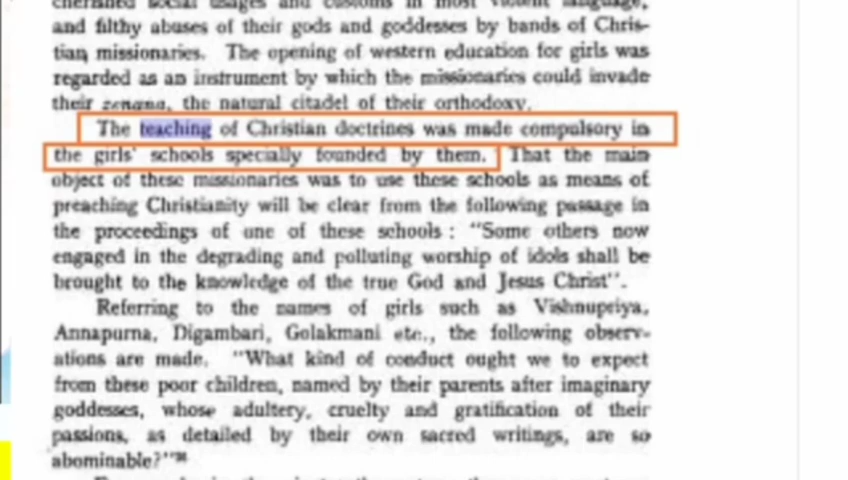 cherished social usages and customs in most violent language,
and filthy abuses of their gods and goddesses by bands of Chris-
tian missionaries. The opening of western education for girls was
regarded as an instrument by which the missionaries could invade
their zenana, the natural citadel of their orthodoxy.
The teaching of Christian doctrines was made compulsory in
the girls' schools specially founded by them. That the main
object of these missionaries was to use these schools as means of
preaching Christianity will be clear from the following passage in
the proceedings of one of these schools : "Some others now
engaged in the degrading and polluting worship of idols shall be
brought to the knowledge of the true God and Jesus Christ".
Referring to the names of girls such as Vishnupriya,
Annapurna, Digambari, Golakmani etc., the following observ-
ations are made. "What kind of conduct ought we to expect
from these poor children, named by their parents after imaginary
goddesses, whose adultery, cruelty and gratification of their
passions, as detailed by their own sacred writings, are so
abominable?"